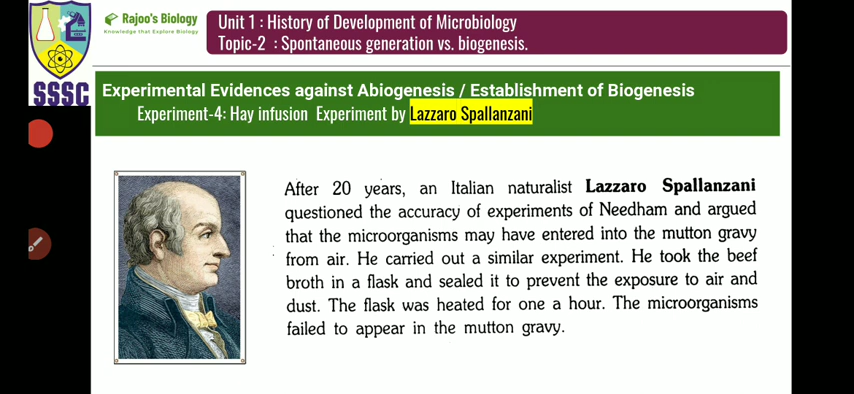 Rajoo's Biology
Knowledge that Explore Biology
Unit 1 : History of Development of Microbiology
Topic-2 : Spontaneous generation vs. biogenesis.
SSSC
Experimental Evidences against Abiogenesis / Establishment of Biogenesis
Experiment-4: Hay infusion Experiment by Lazzaro Spallanzani
After 20 years, an Italian naturalist Lazzaro Spallanzani
questioned the accuracy of experiments of Needham and argued
that the microorganisms may have entered into the mutton gravy
from air. He carried out a similar experiment. He took the beef
broth in a flask and sealed it to prevent the exposure to air and
dust. The flask was heated for one a hour. The microorganisms
failed to appear in the mutton gravy.